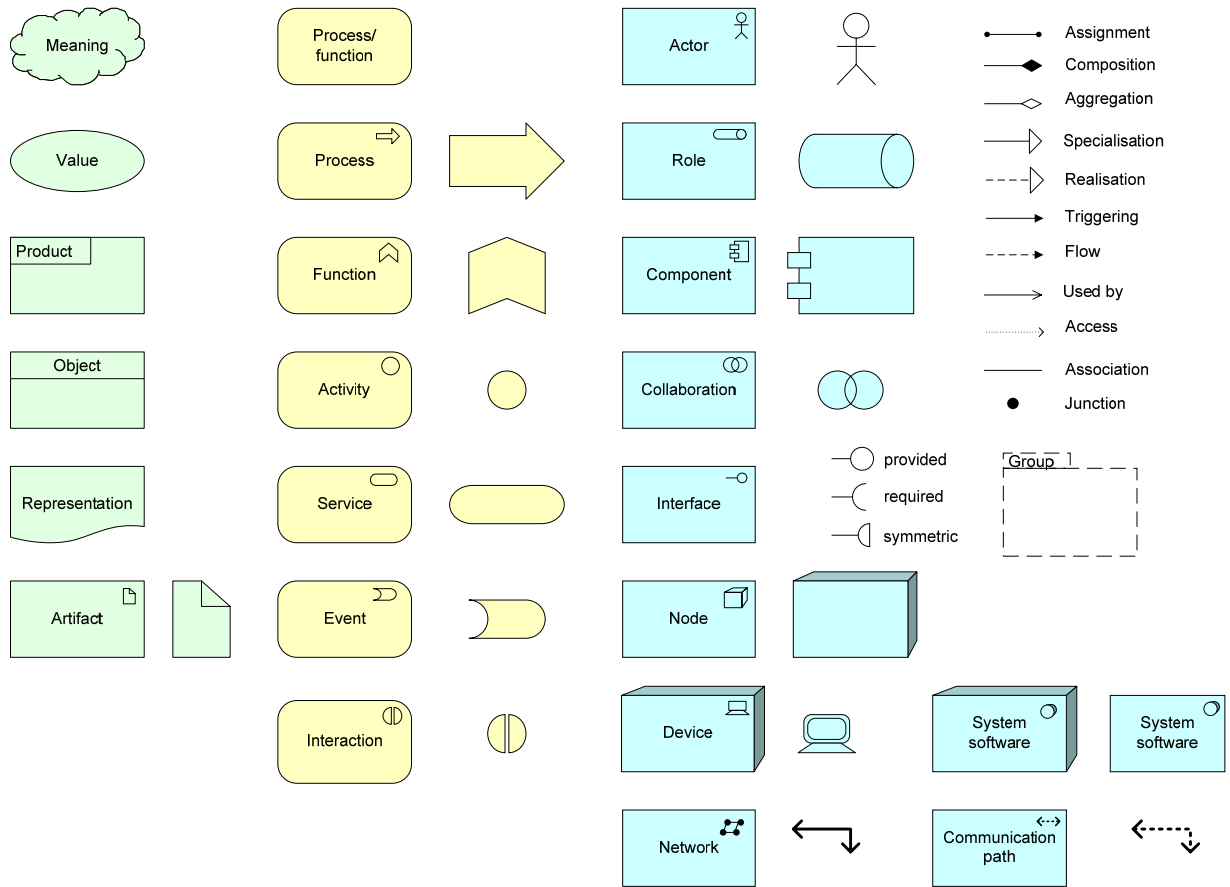 Meaning
Process/
function
Actor
Assignment
Composition
Aggregation
Value
Process
Role
Specialisation
Realisation
Triggering
Product
Function
Component
Flow
Used by
Access
Object
Activity
Collaboration
Association
Junction
Representation
Service
Interface
provided
required
symmetric
Group
Artifact
Event
Node
Interaction
Device
System
software
System
software
Network
Communication
path